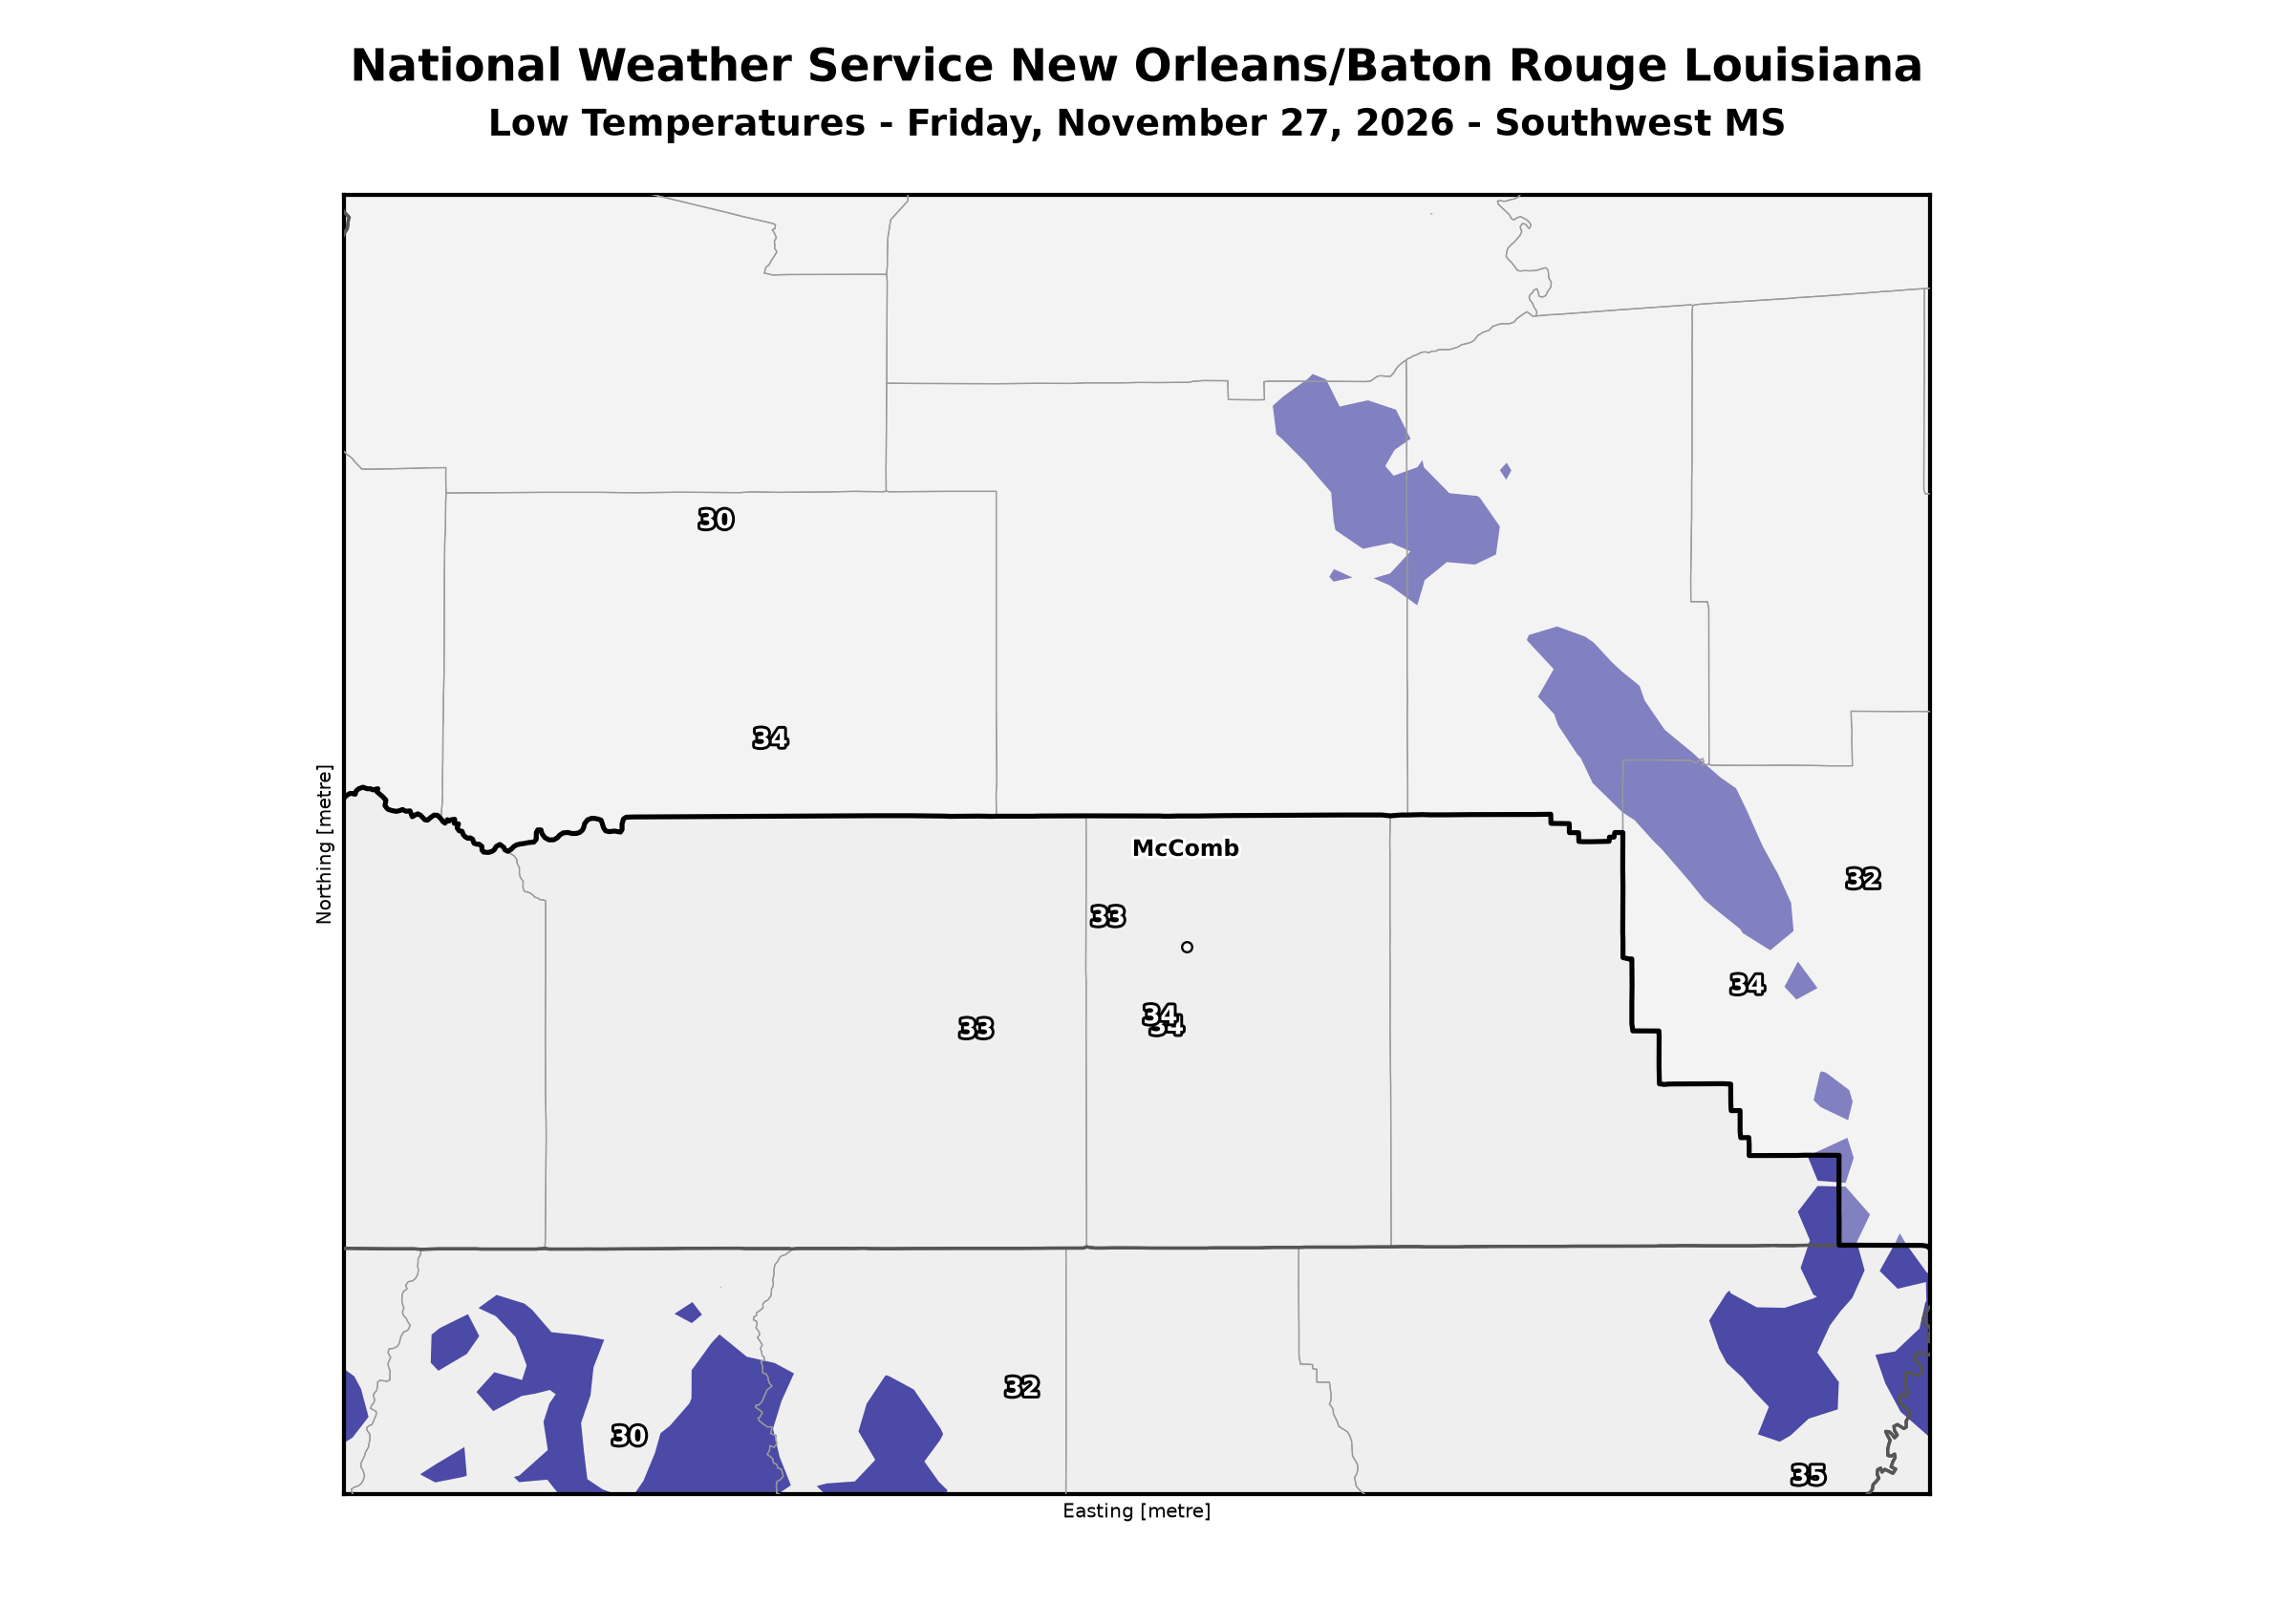 National Weather Service New Orleans/Baton Rouge Louisiana
Low Temperatures - Friday, November 27, 2026 - Southwest MS
30
34
Northing [metre]
McComb
32
33
34
33
34
34
32
30
35
Easting [metre]